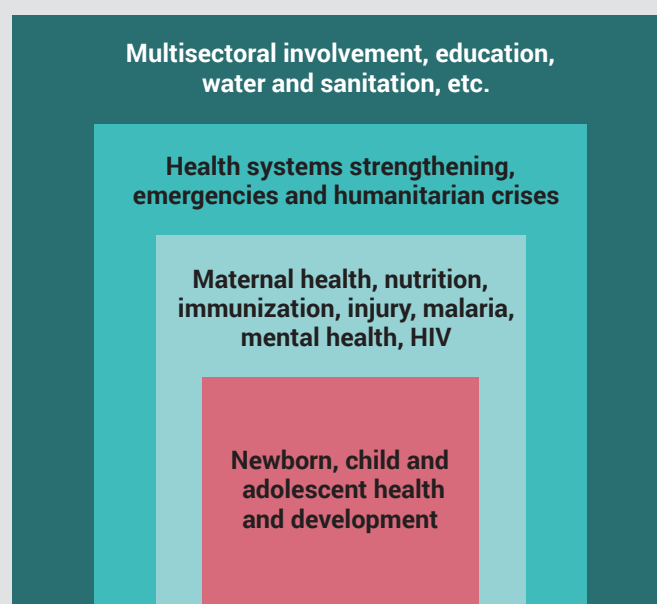 Multisectoral involvement, education,
water and sanitation, etc.
Health systems strengthening,
emergencies and humanitarian crises
Maternal health, nutrition,
immunization, injury, malaria,
mental health, HIV
Newborn, child and
adolescent health
and development